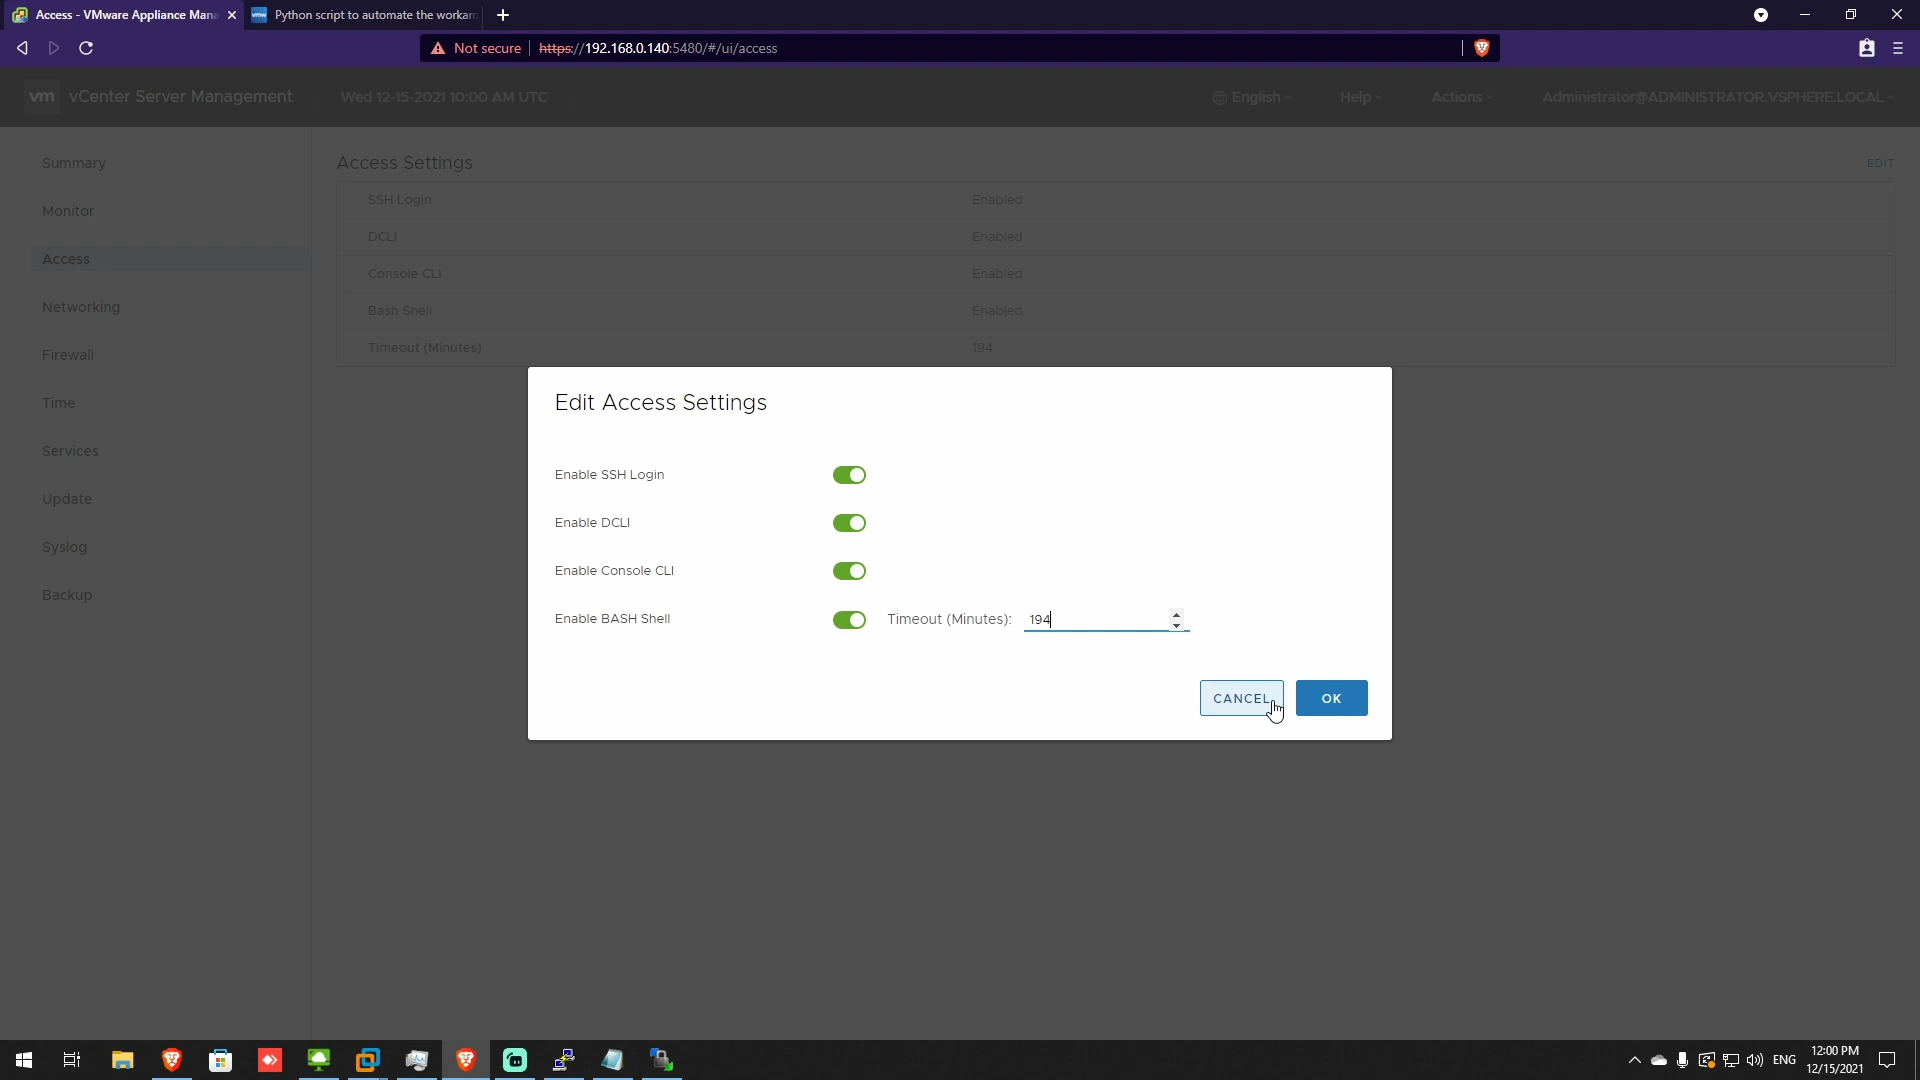 Access - VMware Appliance Mana
Python script to automate the workarc
Not secure https://192.168.0.140:5480/#/ui/access
vm vCenter Server Management Wed 12-15-2021 10:00 AM UTC English Help Actions Administrator@ADMINISTRATOR.VSPHERE.LOCAL
Summary
Monitor
Access
Networking
Firewall
Time
Services
Update
Syslog
Backup
Access Settings EDIT
SSH Login Enabled
DCLI Enabled
Console CLI Enabled
Bash Shell Enabled
Timeout (Minutes) 194
Edit Access Settings
Enable SSH Login
Enable DCLI
Enable Console CLI
Enable BASH Shell Timeout (Minutes): 194
CANCEL OK
ENG 12:00 PM
12/15/2021